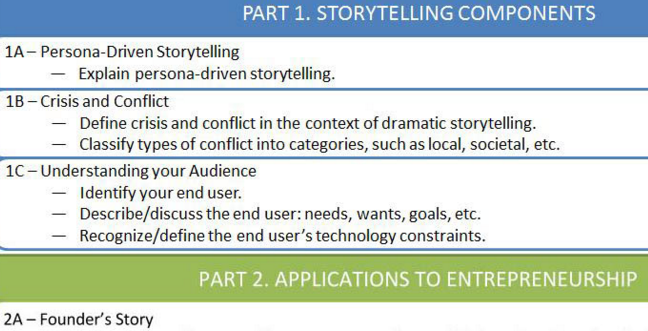 PART 1. STORYTELLING COMPONENTS
1A – Persona-Driven Storytelling
— Explain persona-driven storytelling.
1B – Crisis and Conflict
— Define crisis and conflict in the context of dramatic storytelling.
— Classify types of conflict into categories, such as local, societal, etc.
1C – Understanding your Audience
— Identify your end user.
— Describe/discuss the end user: needs, wants, goals, etc.
— Recognize/define the end user’s technology constraints.
PART 2. APPLICATIONS TO ENTREPRENEURSHIP
2A – Founder’s Story